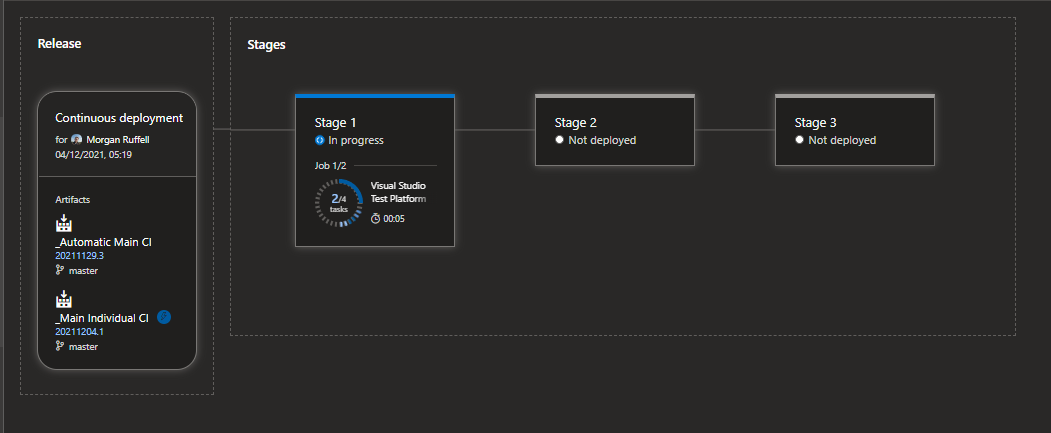 Release
Continuous deployment
for Morgan Ruffell
04/12/2021, 05:19
Artifacts
_Automatic Main CI
20211129.3
master
_Main Individual CI
20211204.1
master
Stages
Stage 1
In progress
Job 1/2
2/4
tasks
Visual Studio
Test Platform
00:05
Stage 2
Not deployed
Stage 3
Not deployed